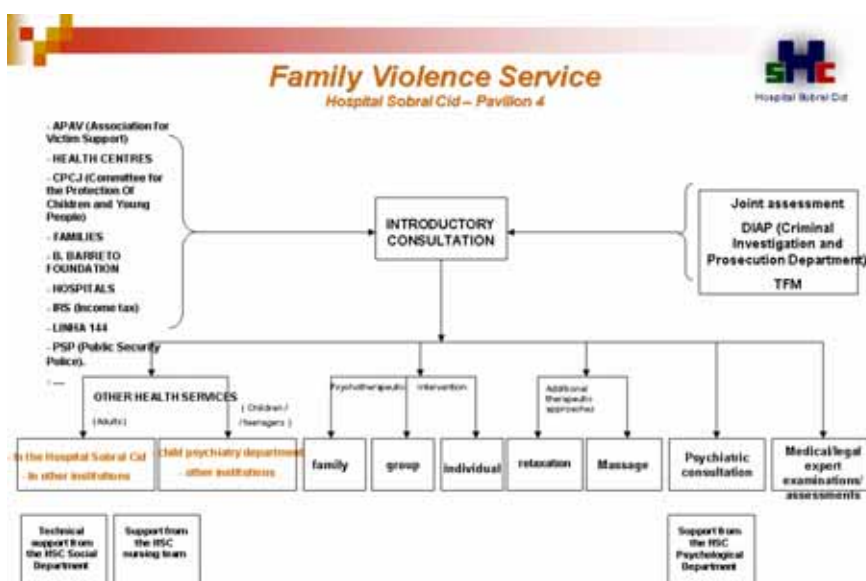 Family Violence Service
Hospital Sobral Cid – Pavilion 4
SHC
Hospital Sobral Cid
- APAV (Association for
Victim Support)
- HEALTH CENTRES
- CPCJ (Committee for
the Protection Of
Children and Young
People)
- FAMILIES
- B. BARRETO
FOUNDATION
- HOSPITALS
- IRS (Income tax)
- LINHA 144
- PSP (Public Security
Police).
- ...
INTRODUCTORY
CONSULTATION
Joint assessment
DIAP (Criminal
Investigation and
Prosecution Department)
TFM
OTHER HEALTH SERVICES
(Adults)
( Children /
/Teenagers )
Psychotherapeutic intervention
Additional
therapeutic
approaches
- In the Hospital Sobral Cid
- In other institutions
child psychiatry department
- other institutions
family
group
individual
relaxation
Massage
Psychiatric
consultation
Medical/legal
expert
examinations/
assessments
Technical
support from
the HSC Social
Department
Support from
the HSC
nursing team
Support from
the HSC
Psychological
Department